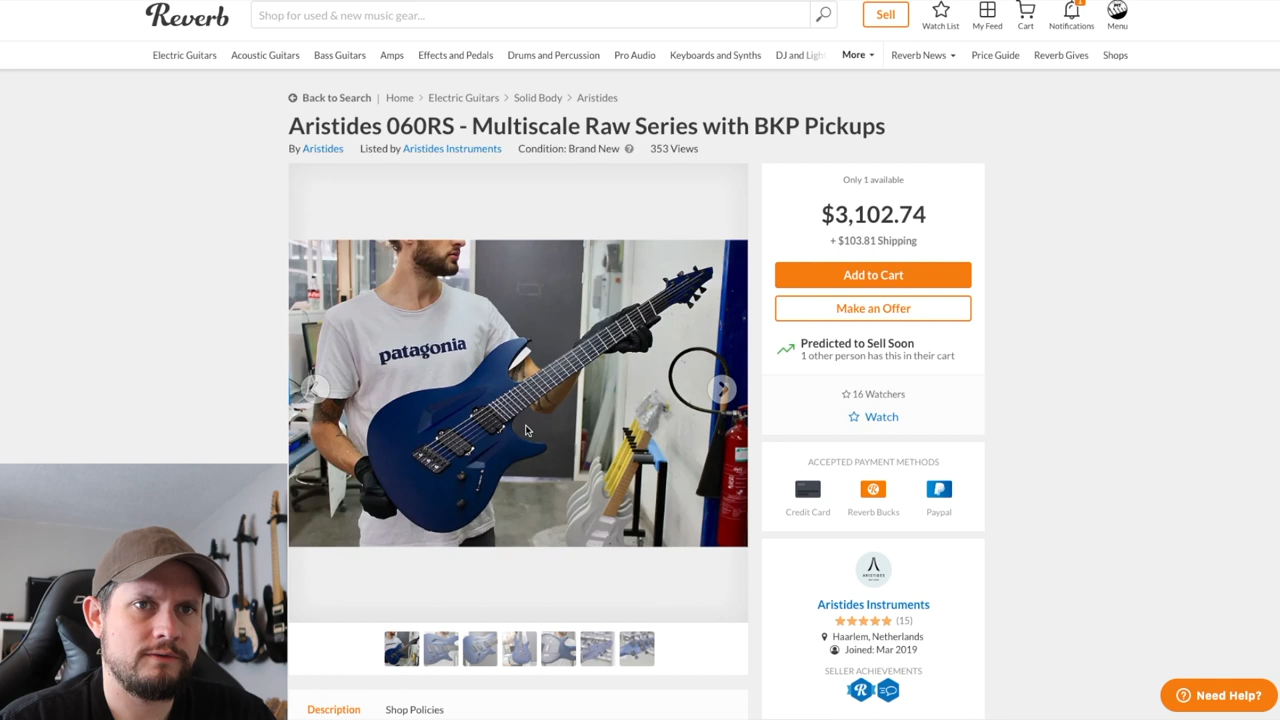 Reverb
Shop for used & new music gear...
Sell
Watch List
My Feed
Cart
1
Notifications
Menu
Electric Guitars
Acoustic Guitars
Bass Guitars
Amps
Effects and Pedals
Drums and Percussion
Pro Audio
Keyboards and Synths
DJ and Ligh
More
Reverb News
Price Guide
Reverb Gives
Shops
Back to Search | Home > Electric Guitars > Solid Body > Aristides
Aristides 060RS - Multiscale Raw Series with BKP Pickups
By Aristides Listed by Aristides Instruments Condition: Brand New ? 353 Views
patagonia
Only 1 available
$3,102.74
+ $103.81 Shipping
Add to Cart
Make an Offer
Predicted to Sell Soon
1 other person has this in their cart
16 Watchers
Watch
ACCEPTED PAYMENT METHODS
Credit Card
Reverb Bucks
Paypal
ARISTIDES
Aristides Instruments
(15)
Haarlem, Netherlands
Joined: Mar 2019
SELLER ACHIEVEMENTS
Description
Shop Policies
Need Help?